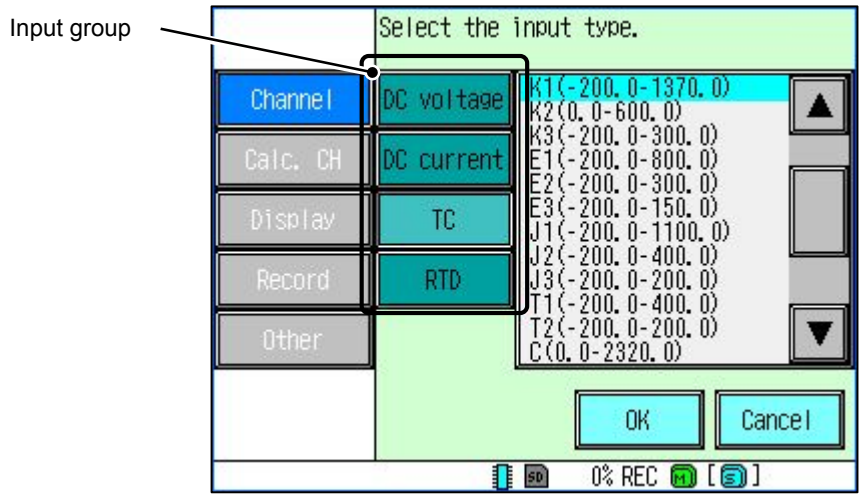 Input group
Select the input type.
Channel
Calc. CH
Display
Record
Other
DC voltage
DC current
TC
RTD
K1(-200.0-1370.0)
K2(0.0-600.0)
K3(-200.0-300.0)
E1(-200.0-800.0)
E2(-200.0-300.0)
E3(-200.0-150.0)
J1(-200.0-1100.0)
J2(-200.0-400.0)
J3(-200.0-200.0)
T1(-200.0-400.0)
T2(-200.0-200.0)
C(0.0-2320.0)
OK
Cancel
SD 0% REC M [S]